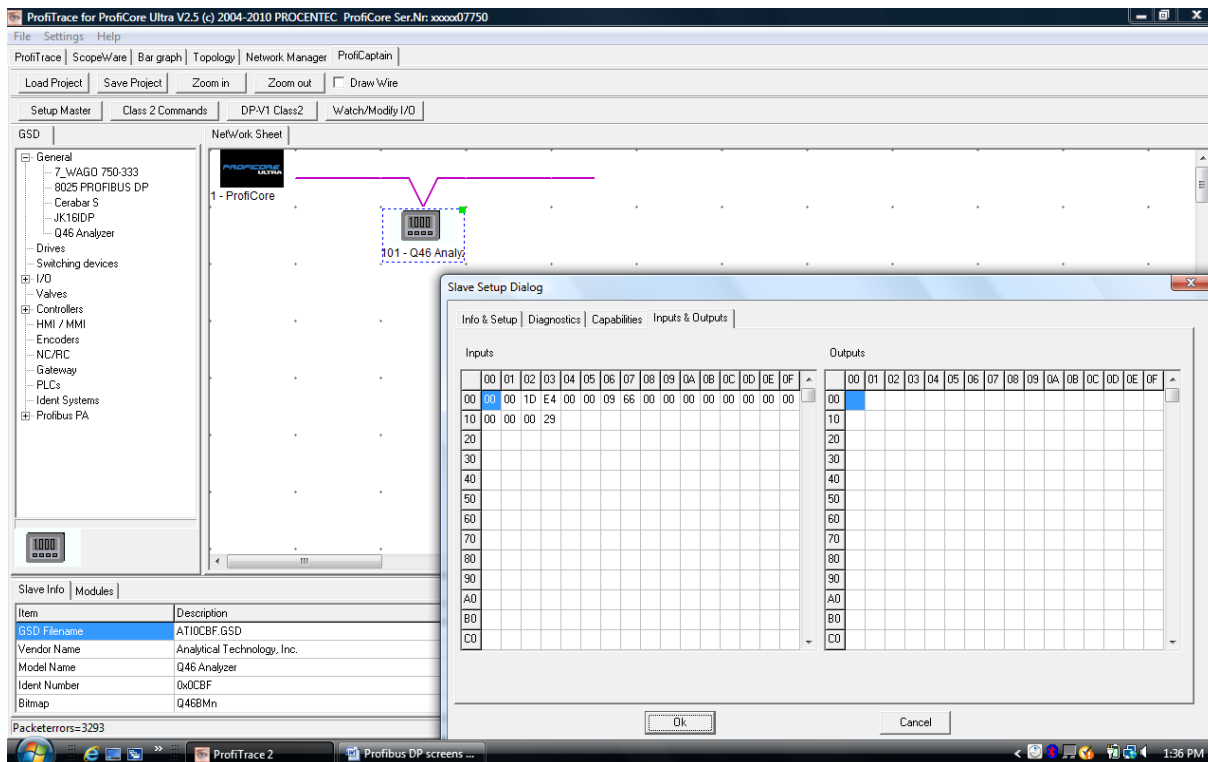 ProfiTrace for ProfiCore Ultra V2.5 (c) 2004-2010 PROCENTEC ProfiCore Ser.Nr: xxxxx07750
File Settings Help
ProfiTrace ScopeWare Bar graph Topology Network Manager ProfiCaptain
Load Project Save Project Zoom in Zoom out Draw Wire
Setup Master Class 2 Commands DP-V1 Class2 Watch/Modify I/O
GSD
General
7_WAGO 750-333
8025 PROFIBUS DP
Cerabar S
JK16IDP
Q46 Analyzer
Drives
Switching devices
I/O
Valves
Controllers
HMI / MMI
Encoders
NC/RC
Gateway
PLCs
Ident Systems
Profibus PA
1.000
NetWork Sheet
PROFICORE
ULTRA
1 - ProfiCore
1.000
101 - Q46 Analyz
Slave Setup Dialog
Info & Setup Diagnostics Capabilities Inputs & Outputs
Inputs
00 01 02 03 04 05 06 07 08 09 0A 0B 0C 0D 0E 0F
00 00 00 1D E4 00 00 09 66 00 00 00 00 00 00 00 00
10 00 00 00 29
20
30
40
50
60
70
80
90
A0
B0
C0
Outputs
00 01 02 03 04 05 06 07 08 09 0A 0B 0C 0D 0E 0F
00
10
20
30
40
50
60
70
80
90
A0
B0
C0
Ok Cancel
Slave Info Modules
Item Description
GSD Filename ATI0CBF.GSD
Vendor Name Analytical Technology, Inc.
Model Name Q46 Analyzer
Ident Number 0x0CBF
Bitmap Q46BMn
Packeterrors=3293
ProfiTrace 2 Profibus DP screens ... 1:36 PM